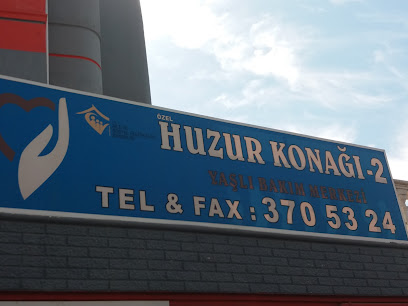 ÖZEL
HUZUR KONAĞI-2
YAŞLI BAKIM MERKEZİ
TEL & FAX : 370 53 24